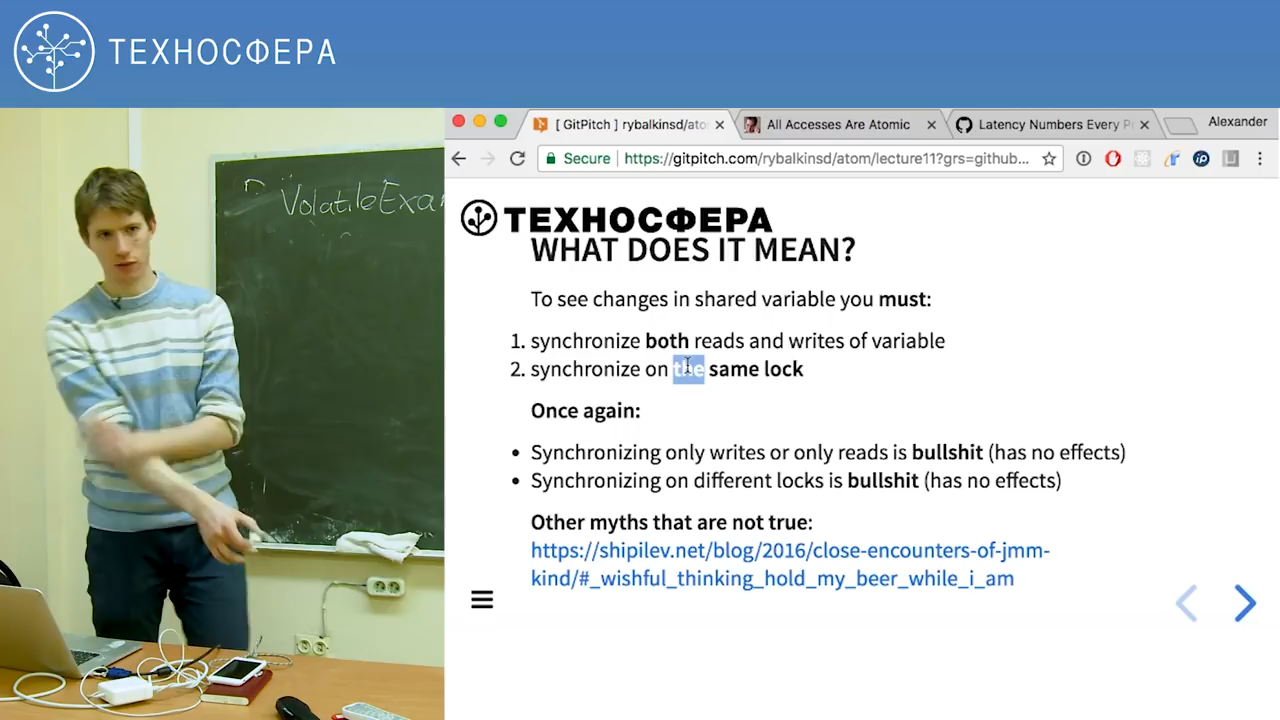 ТЕХНОСФЕРА
VolatileExa
[ GitPitch ] rybalkinsd/ato
All Accesses Are Atomic
Latency Numbers Every P
Alexander
Secure https://gitpitch.com/rybalkinsd/atom/lecture11?grs=github...
ТЕХНОСФЕРА
WHAT DOES IT MEAN?
To see changes in shared variable you must:
1. synchronize both reads and writes of variable
2. synchronize on the same lock
Once again:
• Synchronizing only writes or only reads is bullshit (has no effects)
• Synchronizing on different locks is bullshit (has no effects)
Other myths that are not true:
https://shipilev.net/blog/2016/close-encounters-of-jmm-
kind/#_wishful_thinking_hold_my_beer_while_i_am